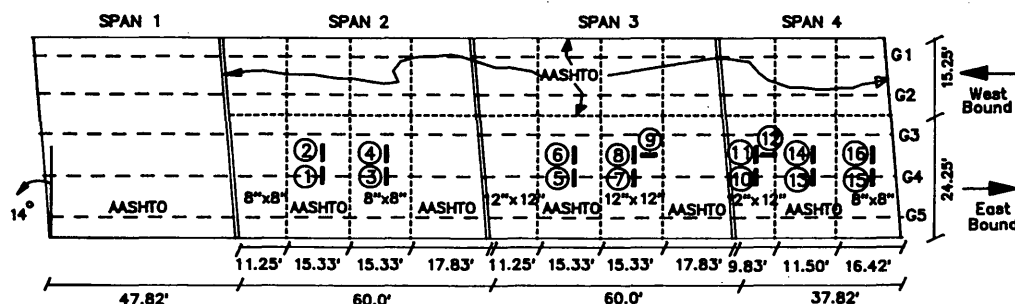 SPAN 1 SPAN 2 SPAN 3 SPAN 4
G1
AASHTO
15.25'
West
Bound
G2
G3
9
2 4 6 8 11 12 14 16
1 3 5 7 10 13 15
G4
8"x8" 8"x8" 12"x12" 12"x12" 12"x12" 8"x8"
14°
AASHTO AASHTO AASHTO AASHTO AASHTO AASHTO
G5
24.25'
East
Bound
11.25' 15.33' 15.33' 17.83' 11.25' 15.33' 15.33' 17.83' 9.83' 11.50' 16.42'
47.82' 60.0' 60.0' 37.82'